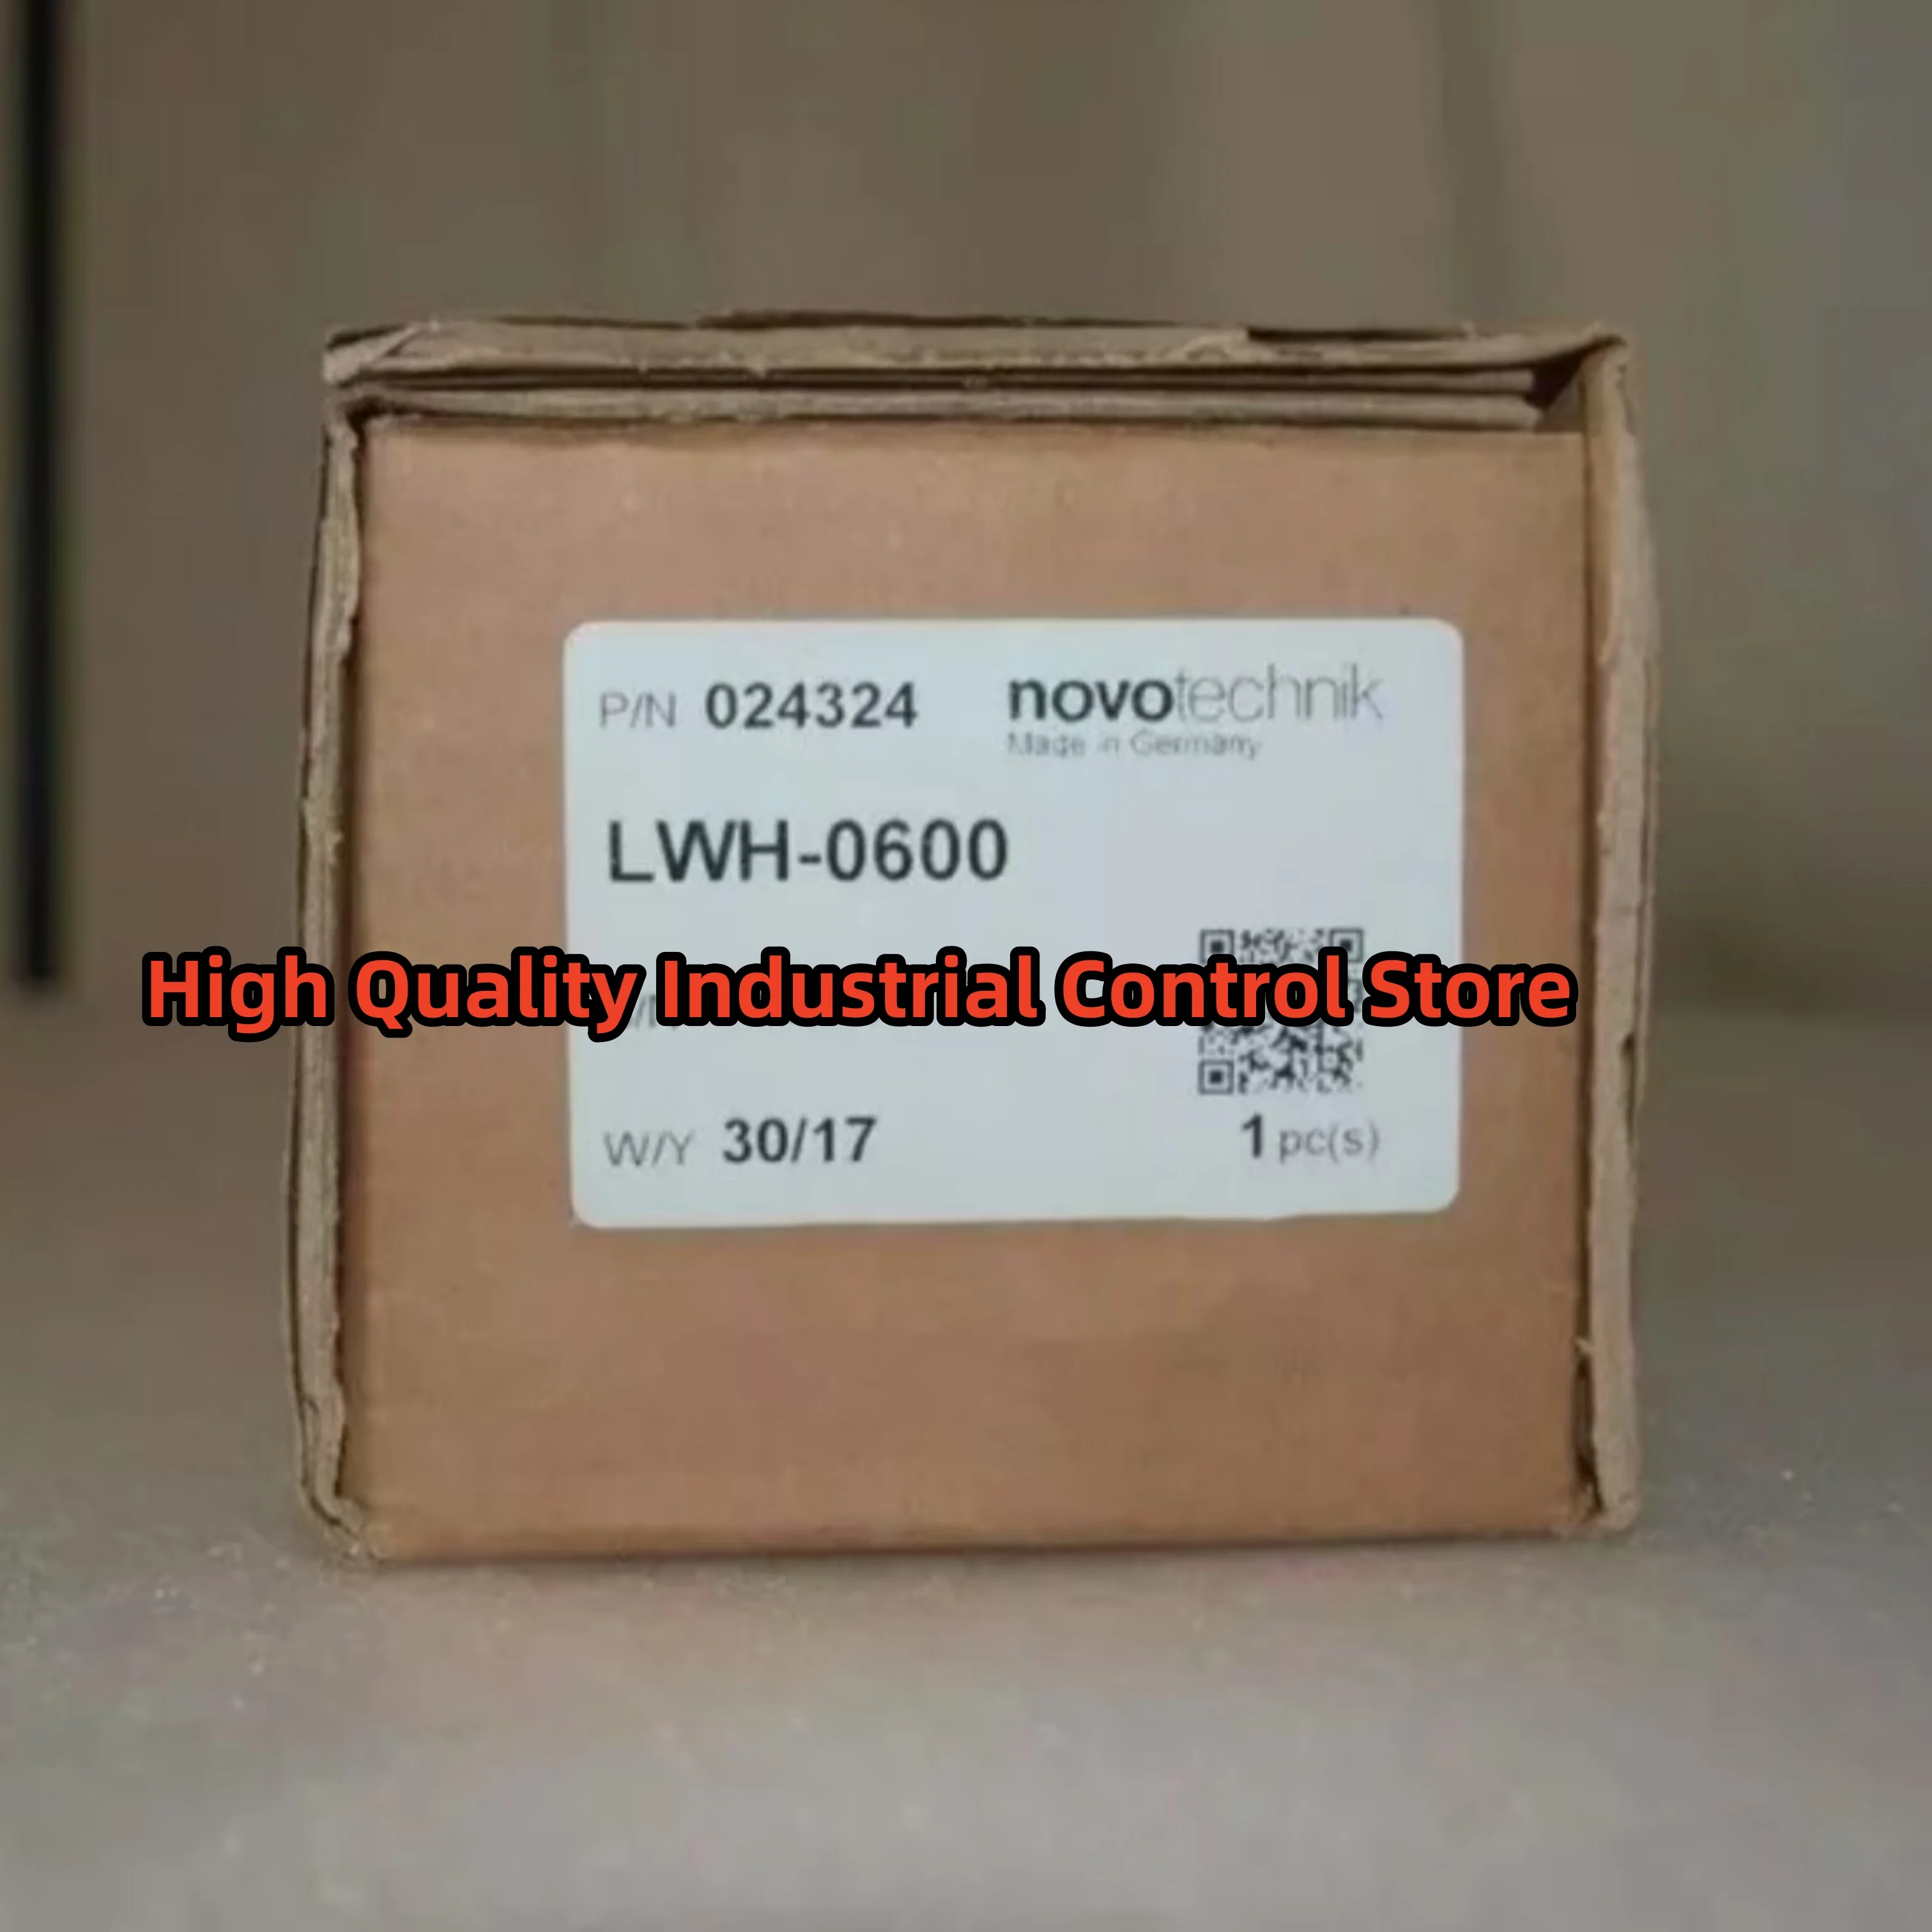 P/N 024324 novotechnik
Made in Germany
LWH-0600
High Quality Industrial Control Store
W/Y 30/17 1 pc(s)